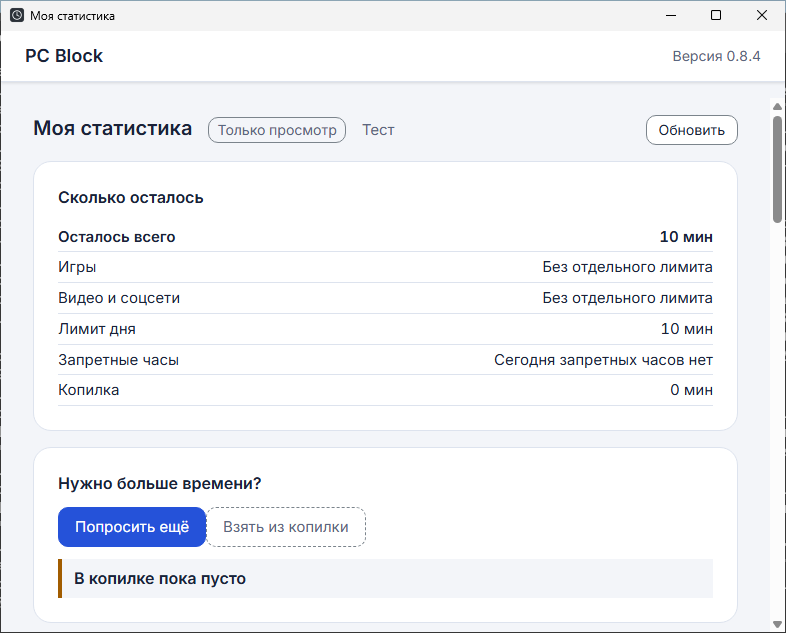 Моя статистика
PC Block
Версия 0.8.4
Моя статистика Только просмотр Тест Обновить
Сколько осталось
Осталось всего 10 мин
Игры Без отдельного лимита
Видео и соцсети Без отдельного лимита
Лимит дня 10 мин
Запретные часы Сегодня запретных часов нет
Копилка 0 мин
Нужно больше времени?
Попросить ещё Взять из копилки
В копилке пока пусто